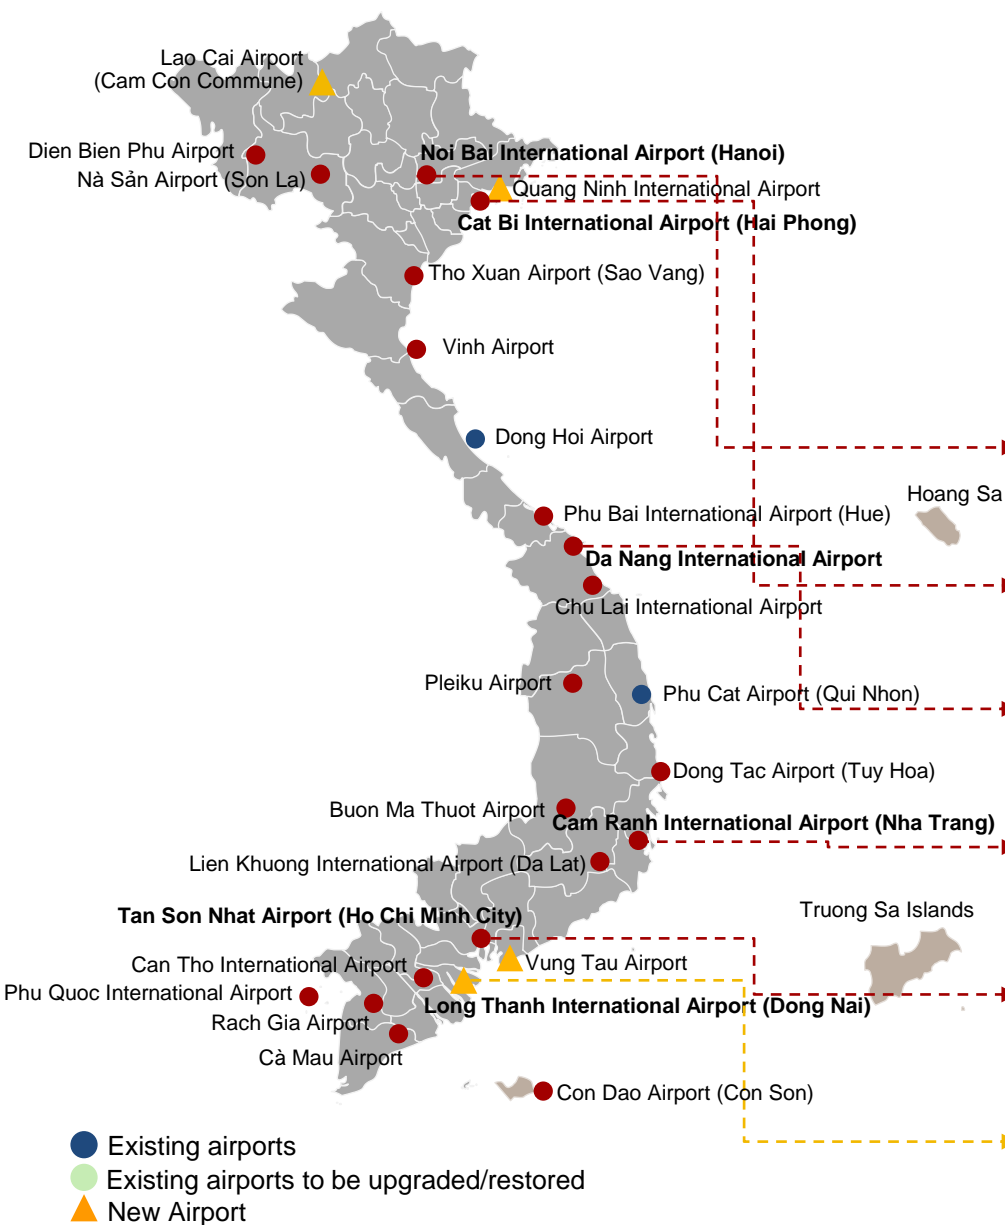 Lao Cai Airport
(Cam Con Commune)
Dien Bien Phu Airport
Noi Bai International Airport (Hanoi)
Nà Sản Airport (Son La)
Quang Ninh International Airport
Cat Bi International Airport (Hai Phong)
Tho Xuan Airport (Sao Vang)
Vinh Airport
Dong Hoi Airport
Hoang Sa
Phu Bai International Airport (Hue)
Da Nang International Airport
Chu Lai International Airport
Pleiku Airport
Phu Cat Airport (Qui Nhon)
Dong Tac Airport (Tuy Hoa)
Buon Ma Thuot Airport
Cam Ranh International Airport (Nha Trang)
Lien Khuong International Airport (Da Lat)
Truong Sa Islands
Tan Son Nhat Airport (Ho Chi Minh City)
Can Tho International Airport
Vung Tau Airport
Phu Quoc International Airport
Long Thanh International Airport (Dong Nai)
Rach Gia Airport
Cà Mau Airport
Con Dao Airport (Con Son)
Existing airports
Existing airports to be upgraded/restored
New Airport